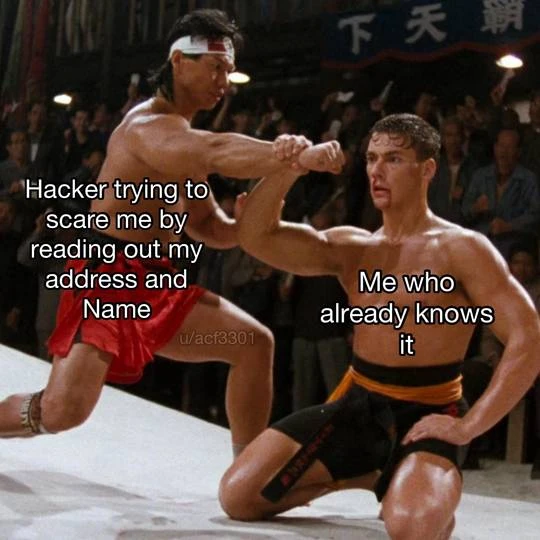 下天覇
Hacker trying to
scare me by
reading out my
address and
Name
Me who
already knows
it
u/acf3301